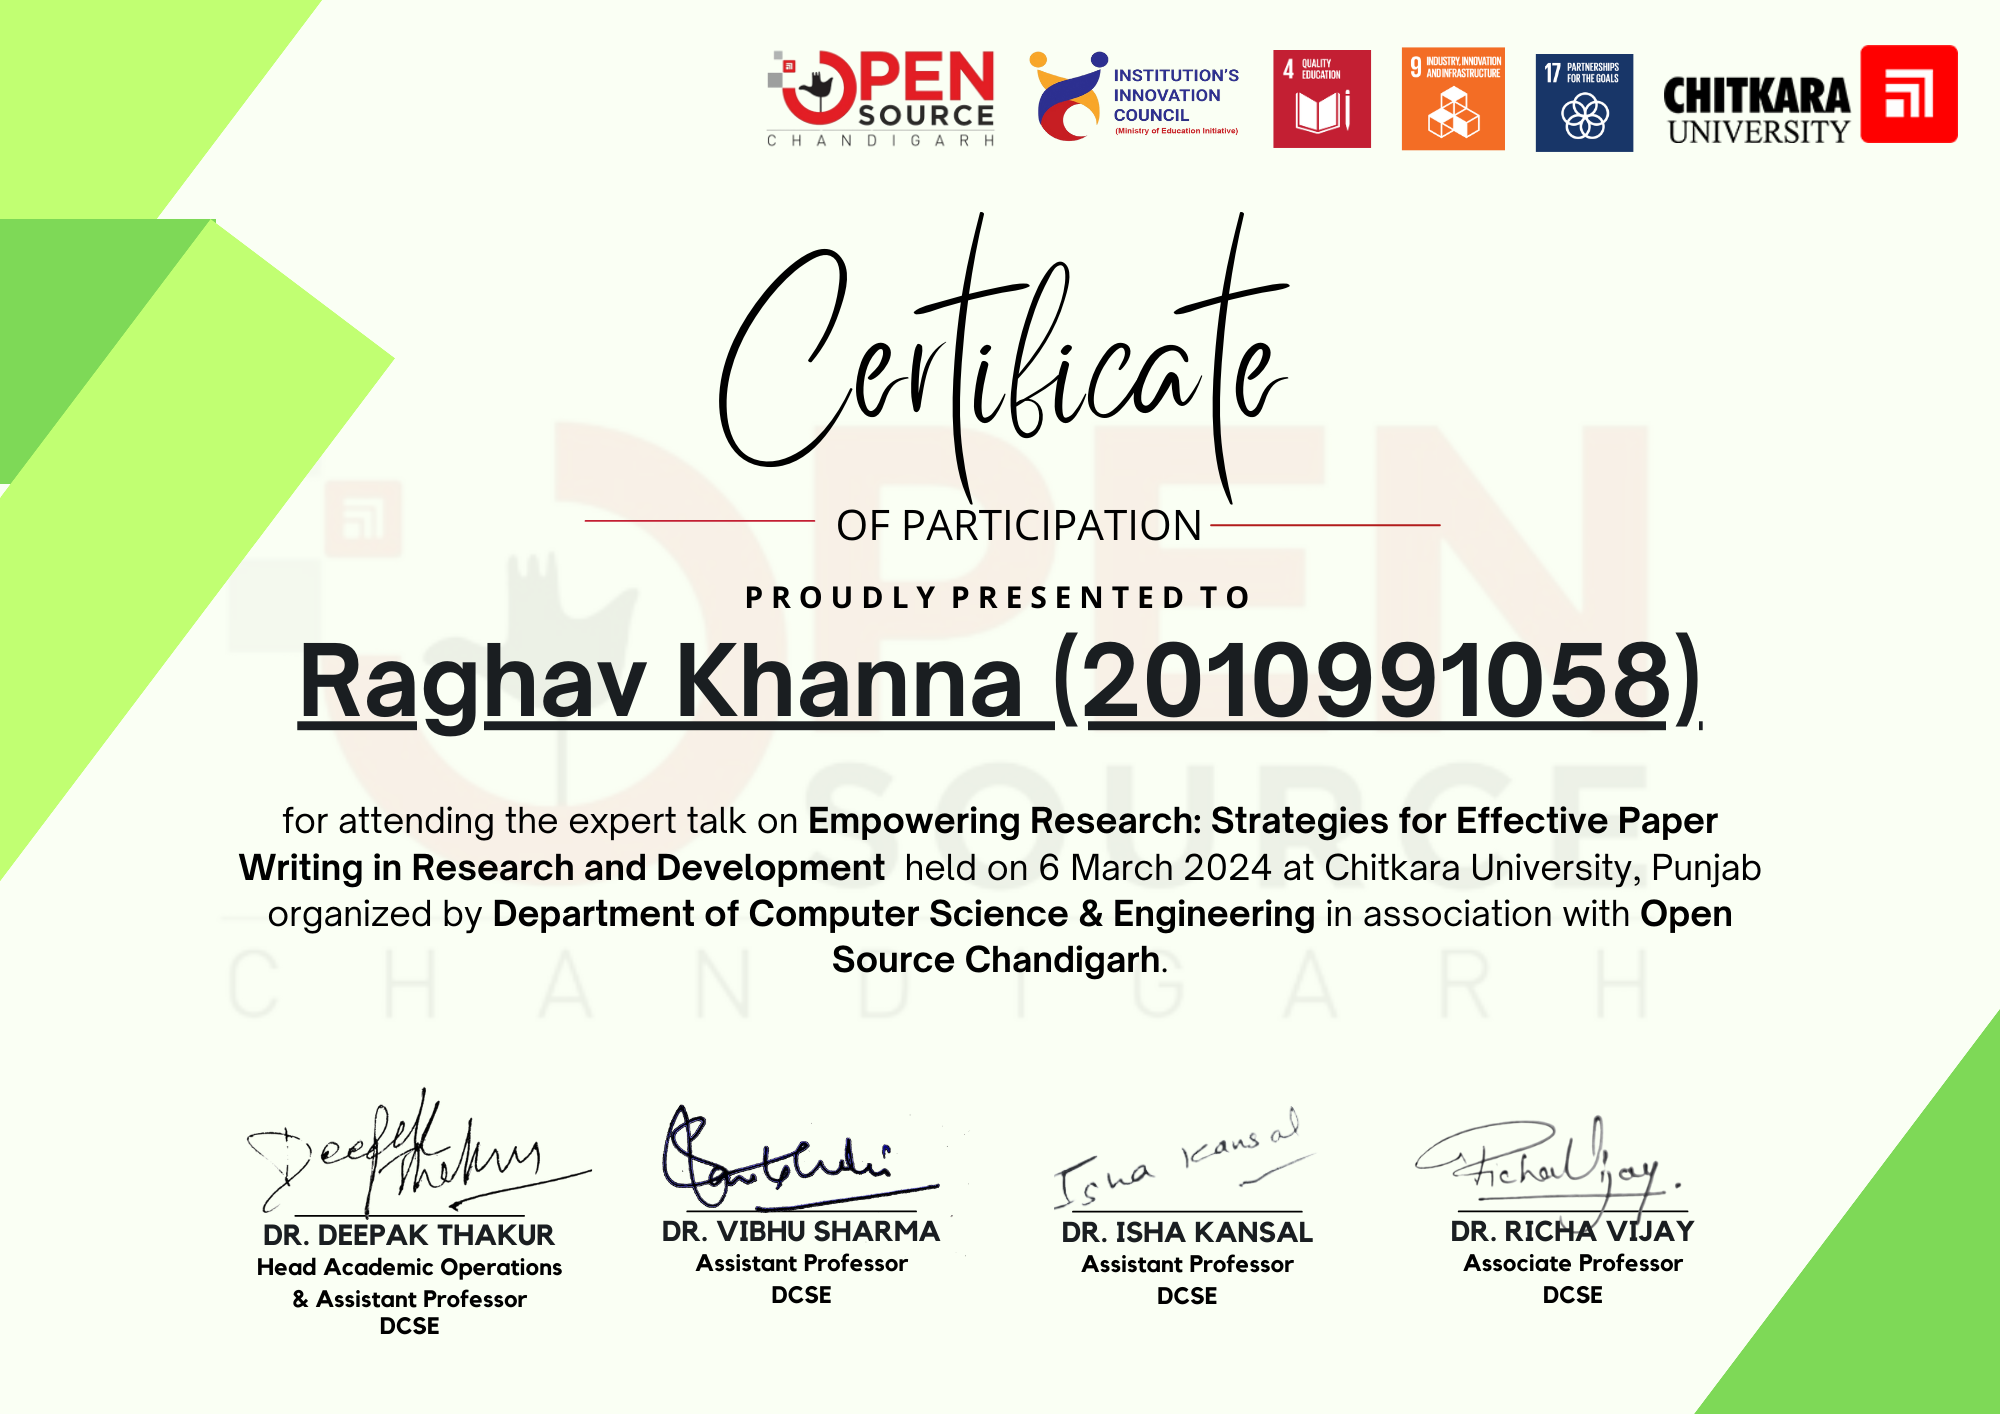 OPEN
SOURCE
CHANDIGARH
INSTITUTION'S
INNOVATION
COUNCIL
(Ministry of Education Initiative)
4 QUALITY
EDUCATION
9 INDUSTRY, INNOVATION
AND INFRASTRUCTURE
17 PARTNERSHIPS
FOR THE GOALS
CHITKARA
UNIVERSITY
Certificate
OF PARTICIPATION
PROUDLY PRESENTED TO
Raghav Khanna (2010991058)
for attending the expert talk on Empowering Research: Strategies for Effective Paper
Writing in Research and Development held on 6 March 2024 at Chitkara University, Punjab
organized by Department of Computer Science & Engineering in association with Open
Source Chandigarh.
OPEN
SOURCE
CHANDIGARH
Deepak Thakur
Isha Kansal
Richa Vijay.
DR. DEEPAK THAKUR
Head Academic Operations
& Assistant Professor
DCSE
DR. VIBHU SHARMA
Assistant Professor
DCSE
DR. ISHA KANSAL
Assistant Professor
DCSE
DR. RICHA VIJAY
Associate Professor
DCSE